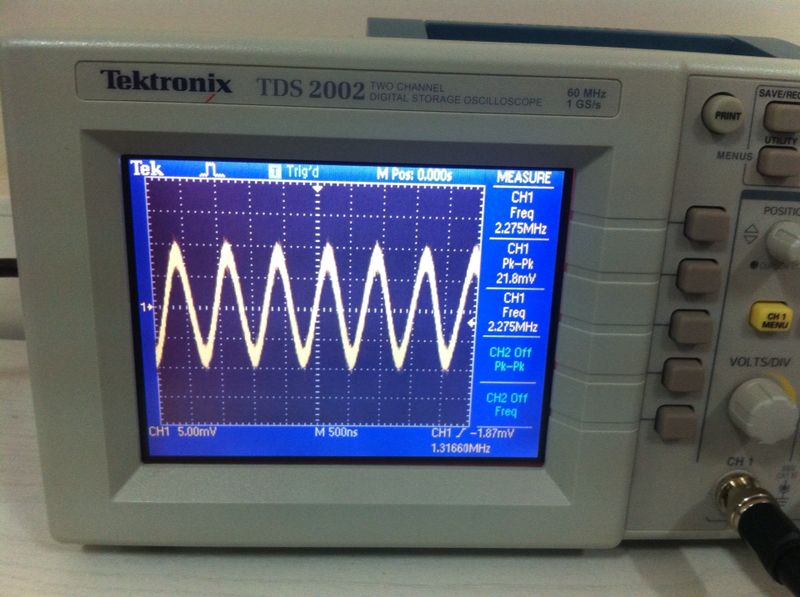 Tektronix TDS 2002 TWO CHANNEL
DIGITAL STORAGE OSCILLOSCOPE
60 MHz
1 GS/s
Tek T Trig'd M Pos: 0.000s MEASURE
CH1
Freq
2.275MHz
CH1
Pk-Pk
21.8mV
CH1
Freq
2.275MHz
CH2 Off
Pk-Pk
CH2 Off
Freq
1
CH1 5.00mV M 500ns CH1 -1.87mV
1.31660MHz
PRINT
SAVE/REC
UTILITY
MENUS
POSITIO
CH 1
MENU
VOLTS/DIV
CH 1